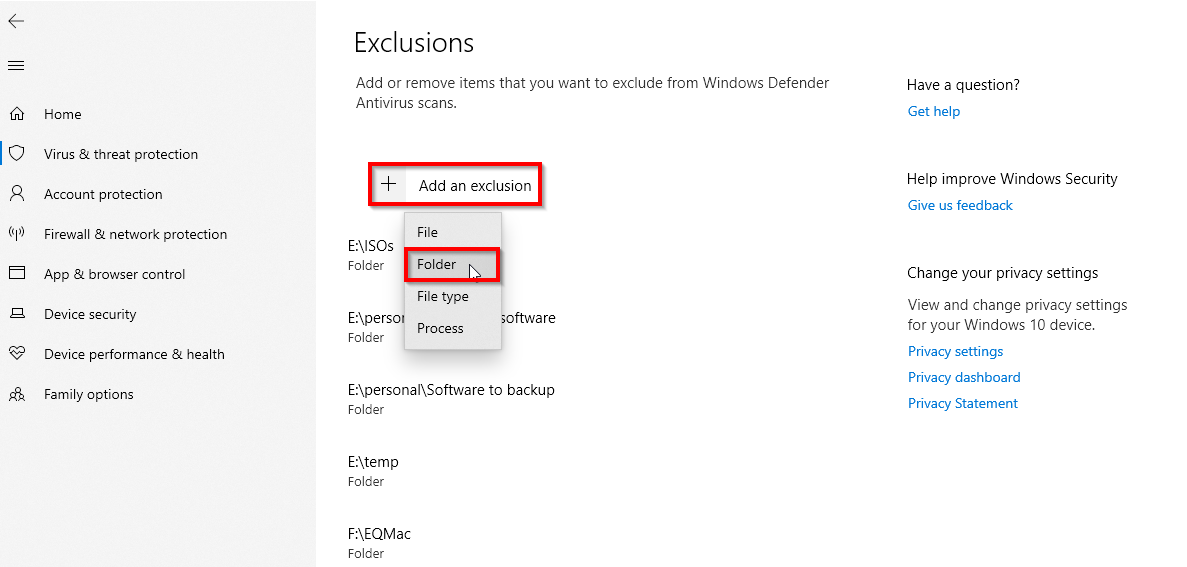 Home
Virus & threat protection
Account protection
Firewall & network protection
App & browser control
Device security
Device performance & health
Family options
Exclusions
Add or remove items that you want to exclude from Windows Defender
Antivirus scans.
Add an exclusion
File
Folder
File type
Process
E:\ISOs
Folder
software
Folder
E:\personal\Software to backup
Folder
E:\temp
Folder
F:\EQMac
Folder
Have a question?
Get help
Help improve Windows Security
Give us feedback
Change your privacy settings
View and change privacy settings
for your Windows 10 device.
Privacy settings
Privacy dashboard
Privacy Statement